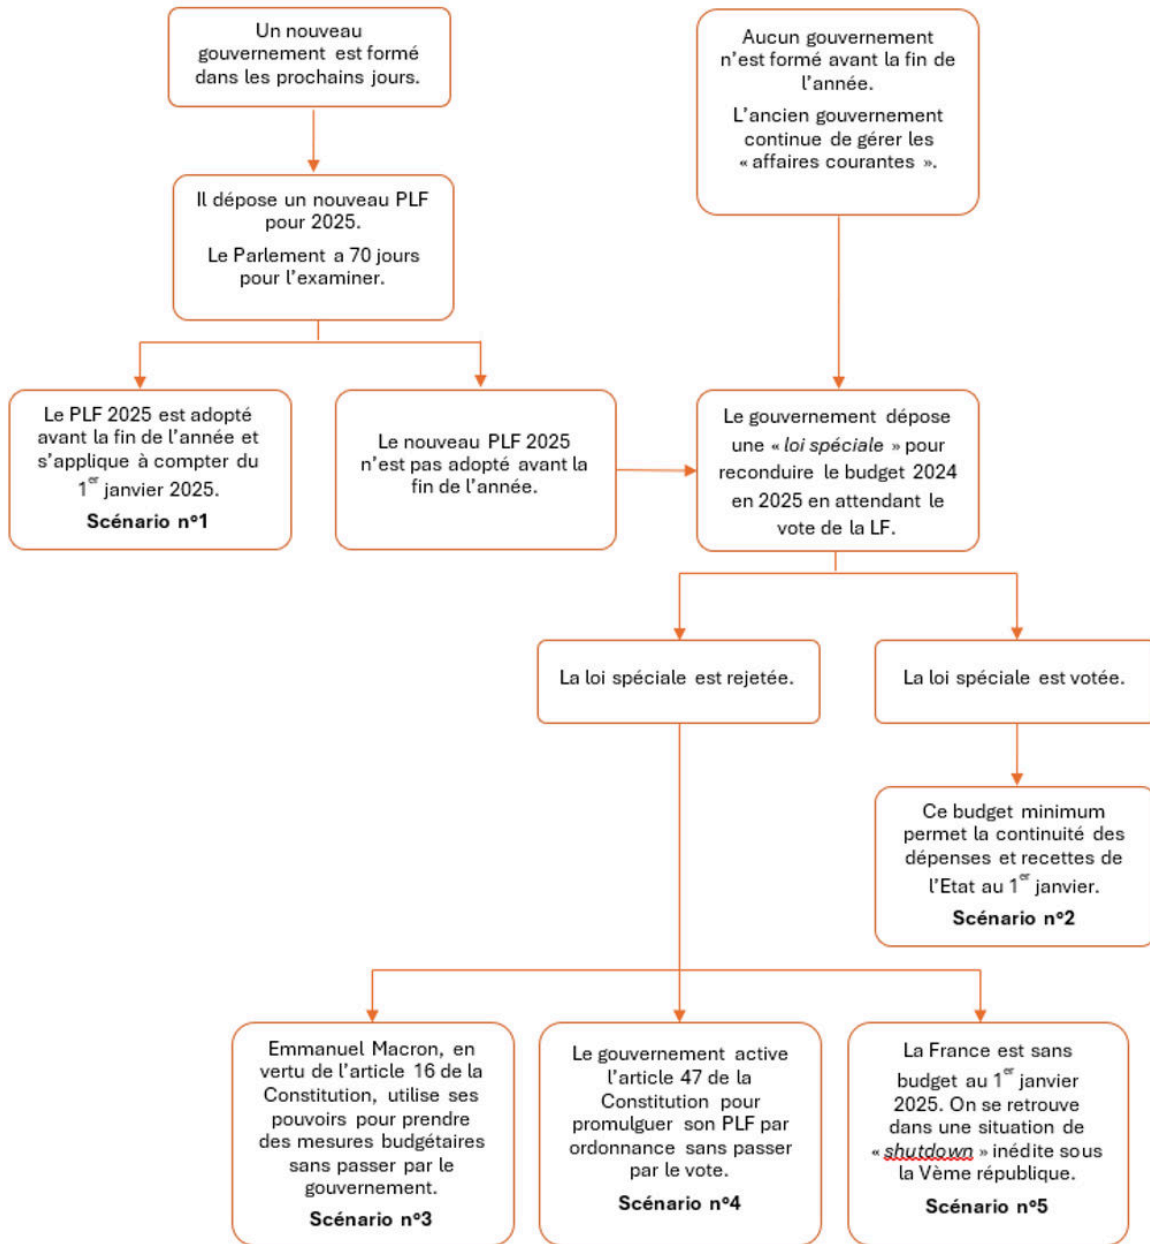 Un nouveau
gouvernement est formé
dans les prochains jours.
Aucun gouvernement
n'est formé avant la fin de
l'année.
L'ancien gouvernement
continue de gérer les
« affaires courantes ».
Il dépose un nouveau PLF
pour 2025.
Le Parlement a 70 jours
pour l'examiner.
Le PLF 2025 est adopté
avant la fin de l'année et
s'applique à compter du
1er janvier 2025.
Scénario n°1
Le nouveau PLF 2025
n'est pas adopté avant la
fin de l'année.
Le gouvernement dépose
une « loi spéciale » pour
reconduire le budget 2024
en 2025 en attendant le
vote de la LF.
La loi spéciale est rejetée.
La loi spéciale est votée.
Ce budget minimum
permet la continuité des
dépenses et recettes de
l'Etat au 1er janvier.
Scénario n°2
Emmanuel Macron, en
vertu de l'article 16 de la
Constitution, utilise ses
pouvoirs pour prendre
des mesures budgétaires
sans passer par le
gouvernement.
Scénario n°3
Le gouvernement active
l'article 47 de la
Constitution pour
promulguer son PLF par
ordonnance sans passer
par le vote.
Scénario n°4
La France est sans
budget au 1er janvier
2025. On se retrouve
dans une situation de
« shutdown » inédite sous
la Vème république.
Scénario n°5